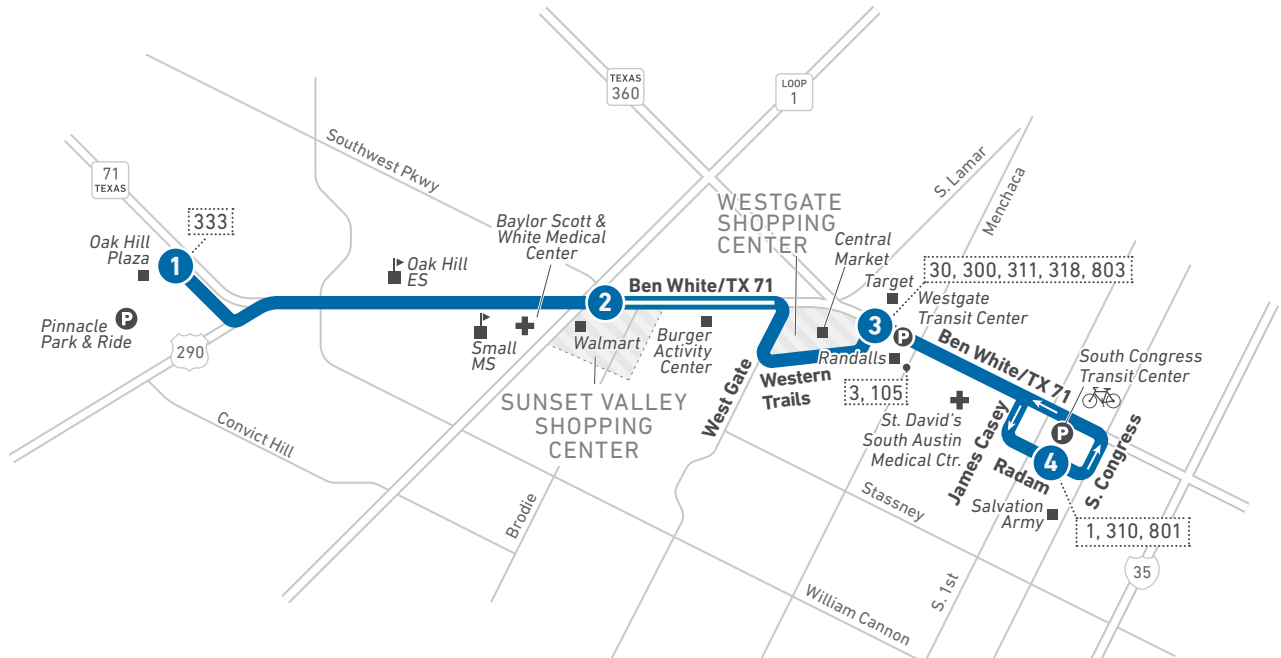 TEXAS
360
LOOP
1
Southwest Pkwy
71
TEXAS
S. Lamar
Menchaca
WESTGATE
SHOPPING
CENTER
333
Baylor Scott &
White Medical
Center
Oak Hill
Plaza
1
Oak Hill
ES
Central
Market
30, 300, 311, 318, 803
Target
Westgate
Transit Center
2
Ben White/TX 71
3
P
Pinnacle
Park & Ride
P
290
Small
MS
Walmart
Burger
Activity
Center
Randalls
Ben White/TX 71
South Congress
Transit Center
West Gate
Western
Trails
3, 105
SUNSET VALLEY
SHOPPING
CENTER
St. David's
South Austin
Medical Ctr.
James Casey
P
4
Radam
S. Congress
Convict Hill
Brodie
Stassney
Salvation
Army
1, 310, 801
35
S. 1st
William Cannon